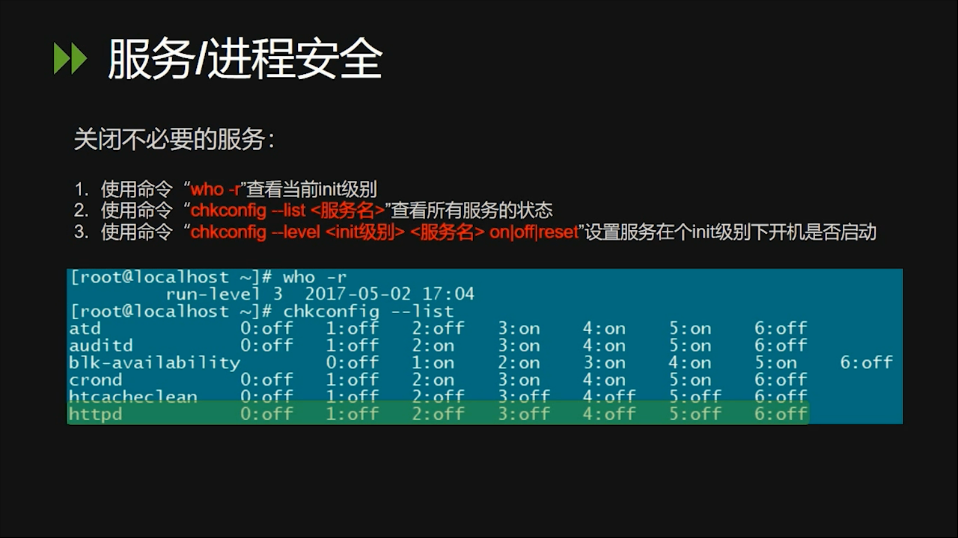 服务/进程安全
关闭不必要的服务：
1. 使用命令“who -r”查看当前init级别
2. 使用命令“chkconfig --list <服务名>”查看所有服务的状态
3. 使用命令“chkconfig --level <init级别> <服务名> on|off|reset”设置服务在个init级别下开机是否启动
[root@localhost ~]# who -r
run-level 3 2017-05-02 17:04
[root@localhost ~]# chkconfig --list
atd 0:off 1:off 2:off 3:on 4:on 5:on 6:off
auditd 0:off 1:off 2:on 3:on 4:on 5:on 6:off
blk-availability 0:off 1:on 2:on 3:on 4:on 5:on 6:off
crond 0:off 1:off 2:on 3:on 4:on 5:on 6:off
htcacheclean 0:off 1:off 2:off 3:off 4:off 5:off 6:off
httpd 0:off 1:off 2:off 3:off 4:off 5:off 6:off